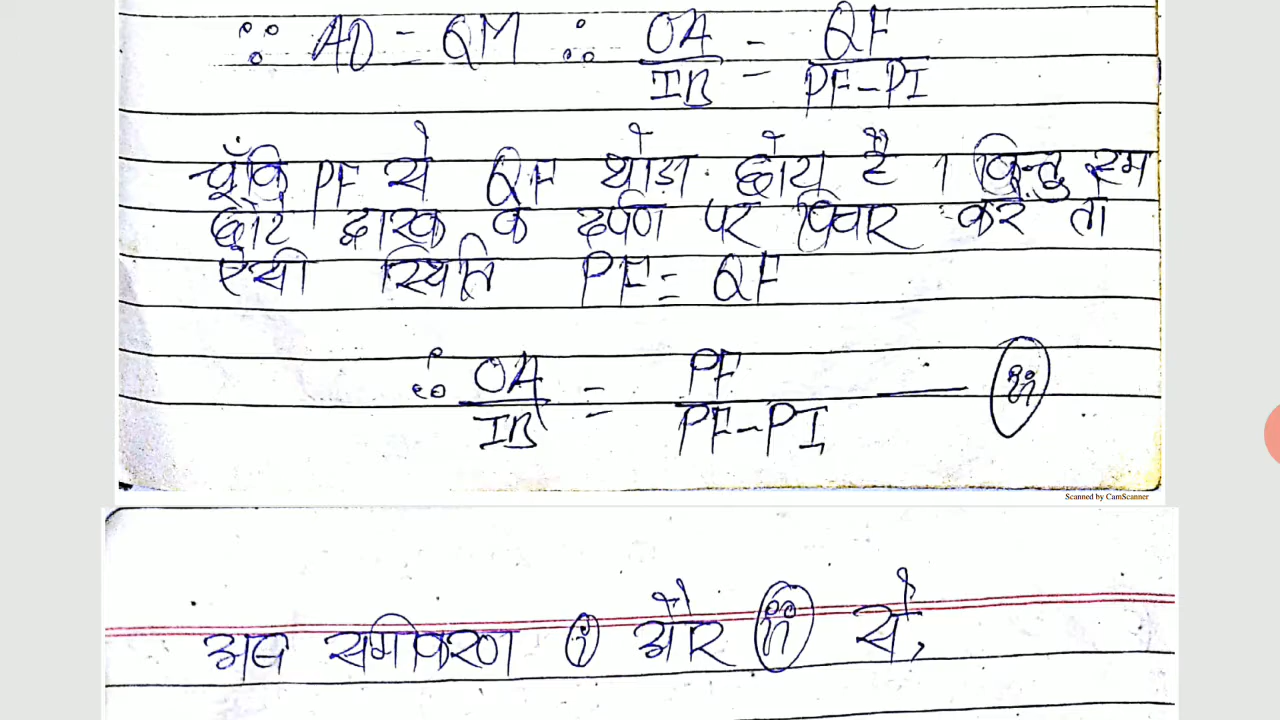 ∵ AO = QM ∴ OA/IB = QF/PF-PI
चूँकि PF से QF थोडा छोटा है । किन्तु हम
छोटे द्वारक के दर्पण पर विचार करे तो
ऐसी स्थिति PF = QF
∴ OA/IB = PF/PF-PI — (ii)
Scanned by CamScanner
अब समीकरण (i) और (ii) से,